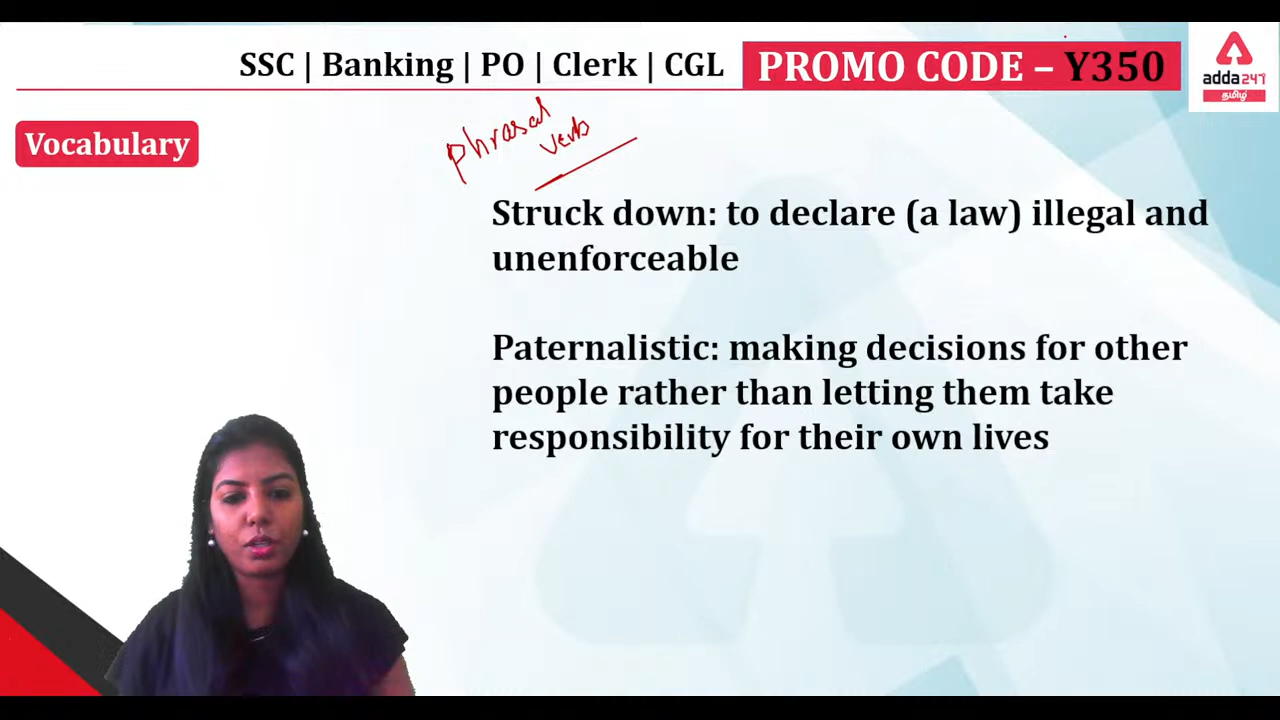 SSC | Banking | PO | Clerk | CGL
PROMO CODE – Y350
adda247
தமிழ்
Vocabulary
phrasal
verb
Struck down: to declare (a law) illegal and
unenforceable
Paternalistic: making decisions for other
people rather than letting them take
responsibility for their own lives